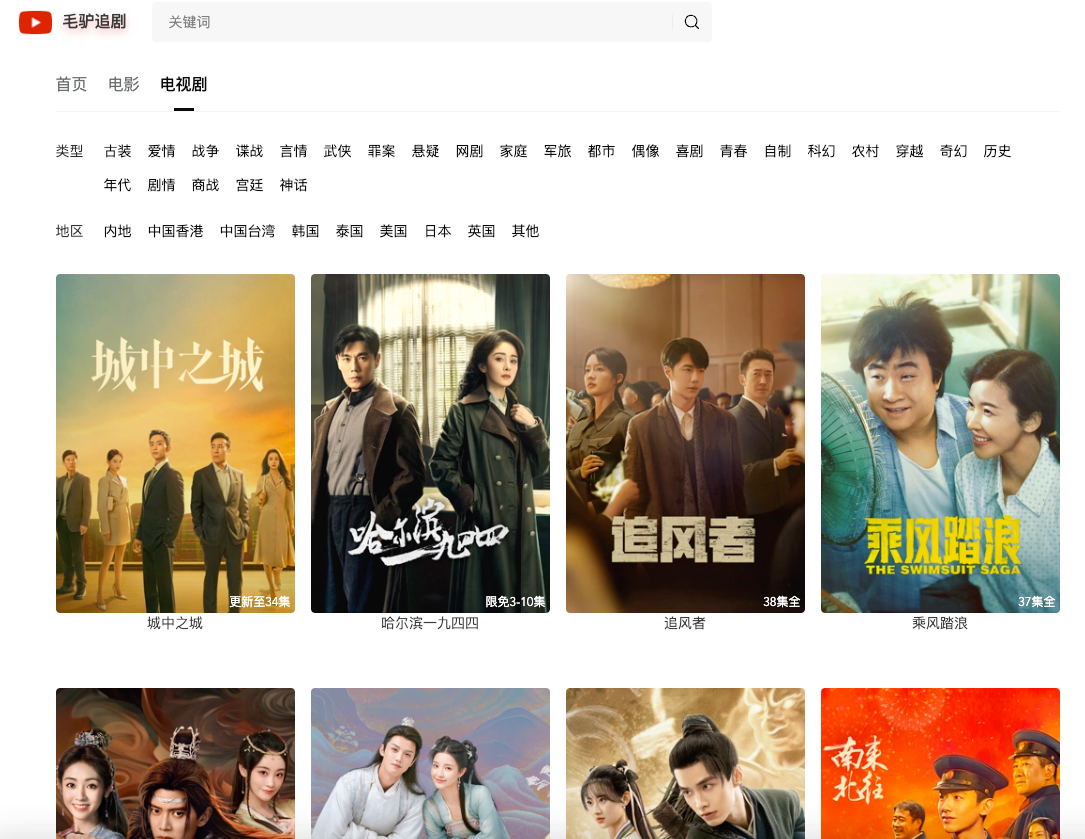 毛驴追剧
关键词
首页 电影 电视剧
类型 古装 爱情 战争 谍战 言情 武侠 罪案 悬疑 网剧 家庭 军旅 都市 偶像 喜剧 青春 自制 科幻 农村 穿越 奇幻 历史
年代 剧情 商战 宫廷 神话
地区 内地 中国香港 中国台湾 韩国 泰国 美国 日本 英国 其他
城中之城
更新至34集
城中之城
哈尔滨一九四四
限免3-10集
哈尔滨一九四四
追风者
38集全
追风者
乘风踏浪
THE SWIMSUIT SAGA
37集全
乘风踏浪
南来
北往